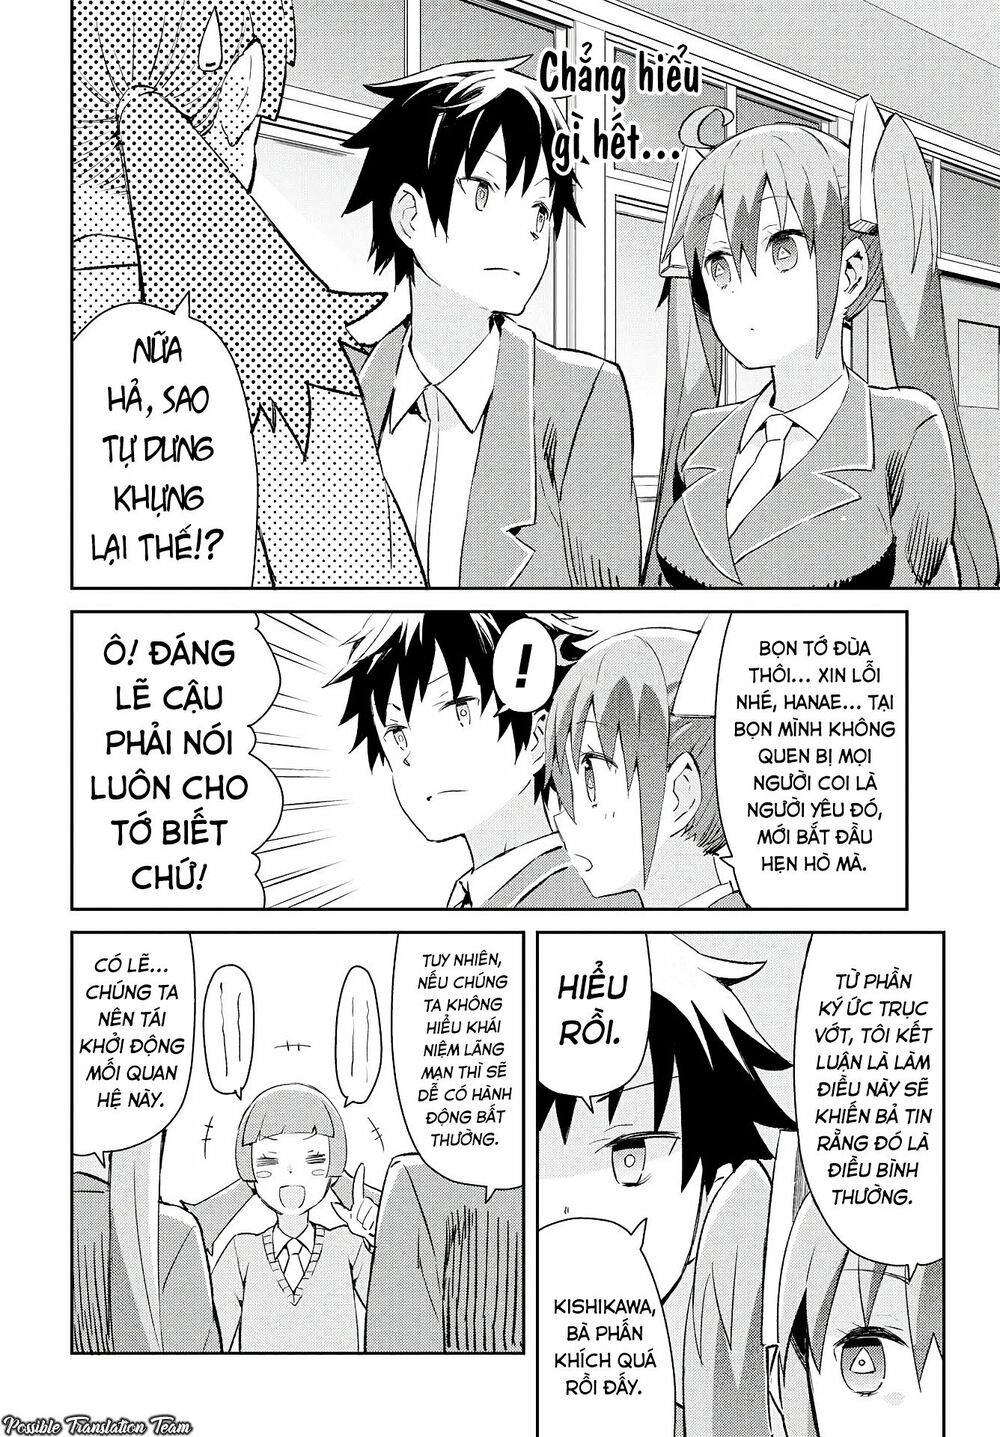 Chẳng hiểu
gì hết...
NỮA
HẢ, SAO
TỰ DƯNG
KHỰNG
LẠI THẾ!?
BỌN TỚ ĐÙA
THÔI... XIN LỖI
NHÉ, HANAE... TẠI
BỌN MÌNH KHÔNG
QUEN BỊ MỌI
NGƯỜI COI LÀ
NGƯỜI YÊU ĐÓ,
MỚI BẮT ĐẦU
HẸN HÒ MÀ.
!
Ô! ĐÁNG
LẼ CẬU
PHẢI NÓI
LUÔN CHO
TỚ BIẾT
CHỨ!
TỪ PHẦN
KÝ ỨC TRỤC
VỚT, TÔI KẾT
LUẬN LÀ LÀM
ĐIỀU NÀY SẼ
KHIẾN BẢ TIN
RẰNG ĐÓ LÀ
ĐIỀU BÌNH
THƯỜNG.
HIỂU
RỒI.
KISHIKAWA,
BÀ PHẤN
KHÍCH QUÁ
RỒI ĐẤY.
TUY NHIÊN,
NẾU CHÚNG
TA KHÔNG
HIỂU KHÁI
NIỆM LÃNG
MẠN THÌ SẼ
DỄ CÓ HÀNH
ĐỘNG BẤT
THƯỜNG.
CÓ LẼ...
CHÚNG TA
NÊN TÁI
KHỞI ĐỘNG
MỐI QUAN
HỆ NÀY.
Possible Translation Team